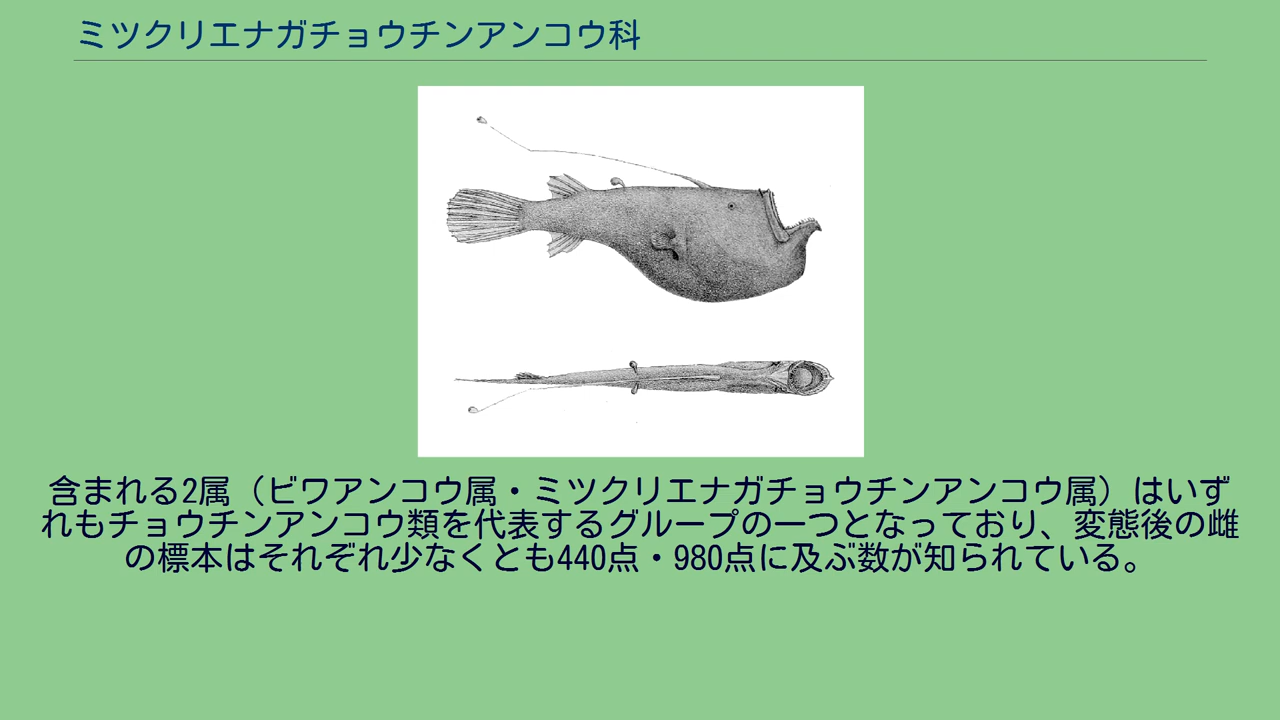 ミツクリエナガチョウチンアンコウ科
含まれる2属（ビワアンコウ属・ミツクリエナガチョウチンアンコウ属）はいず
れもチョウチンアンコウ類を代表するグループの一つとなっており、変態後の雌
の標本はそれぞれ少なくとも440点・980点に及ぶ数が知られている。